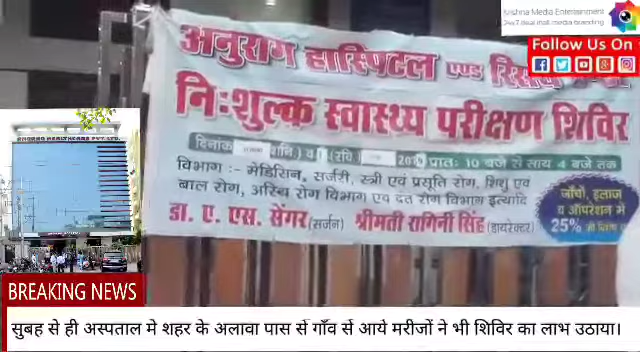 Krishna Media Entertainment
Follow Us On
अनुराग हास्पिटल एण्ड रिसर्च
निःशुल्क स्वास्थ्य परीक्षण शिविर
दिनांक (शनि) व (रवि) प्रातः 10 बजे से सायं 4 बजे तक
विभाग :- मेडिसिन, सर्जरी, स्त्री एवं प्रसूति रोग, शिशु एवं
बाल रोग, अस्थि रोग विभाग एवं दंत रोग विभाग इत्यादि
जाँचों, इलाज
व ऑपरेशन में
25%
डा. ए. एस. सेंगर (सर्जन) श्रीमती रागिनी सिंह (डायरेक्टर)
BREAKING NEWS
सुबह से ही अस्पताल मे शहर के अलावा पास से गाँव से आये मरीजों ने भी शिविर का लाभ उठाया।